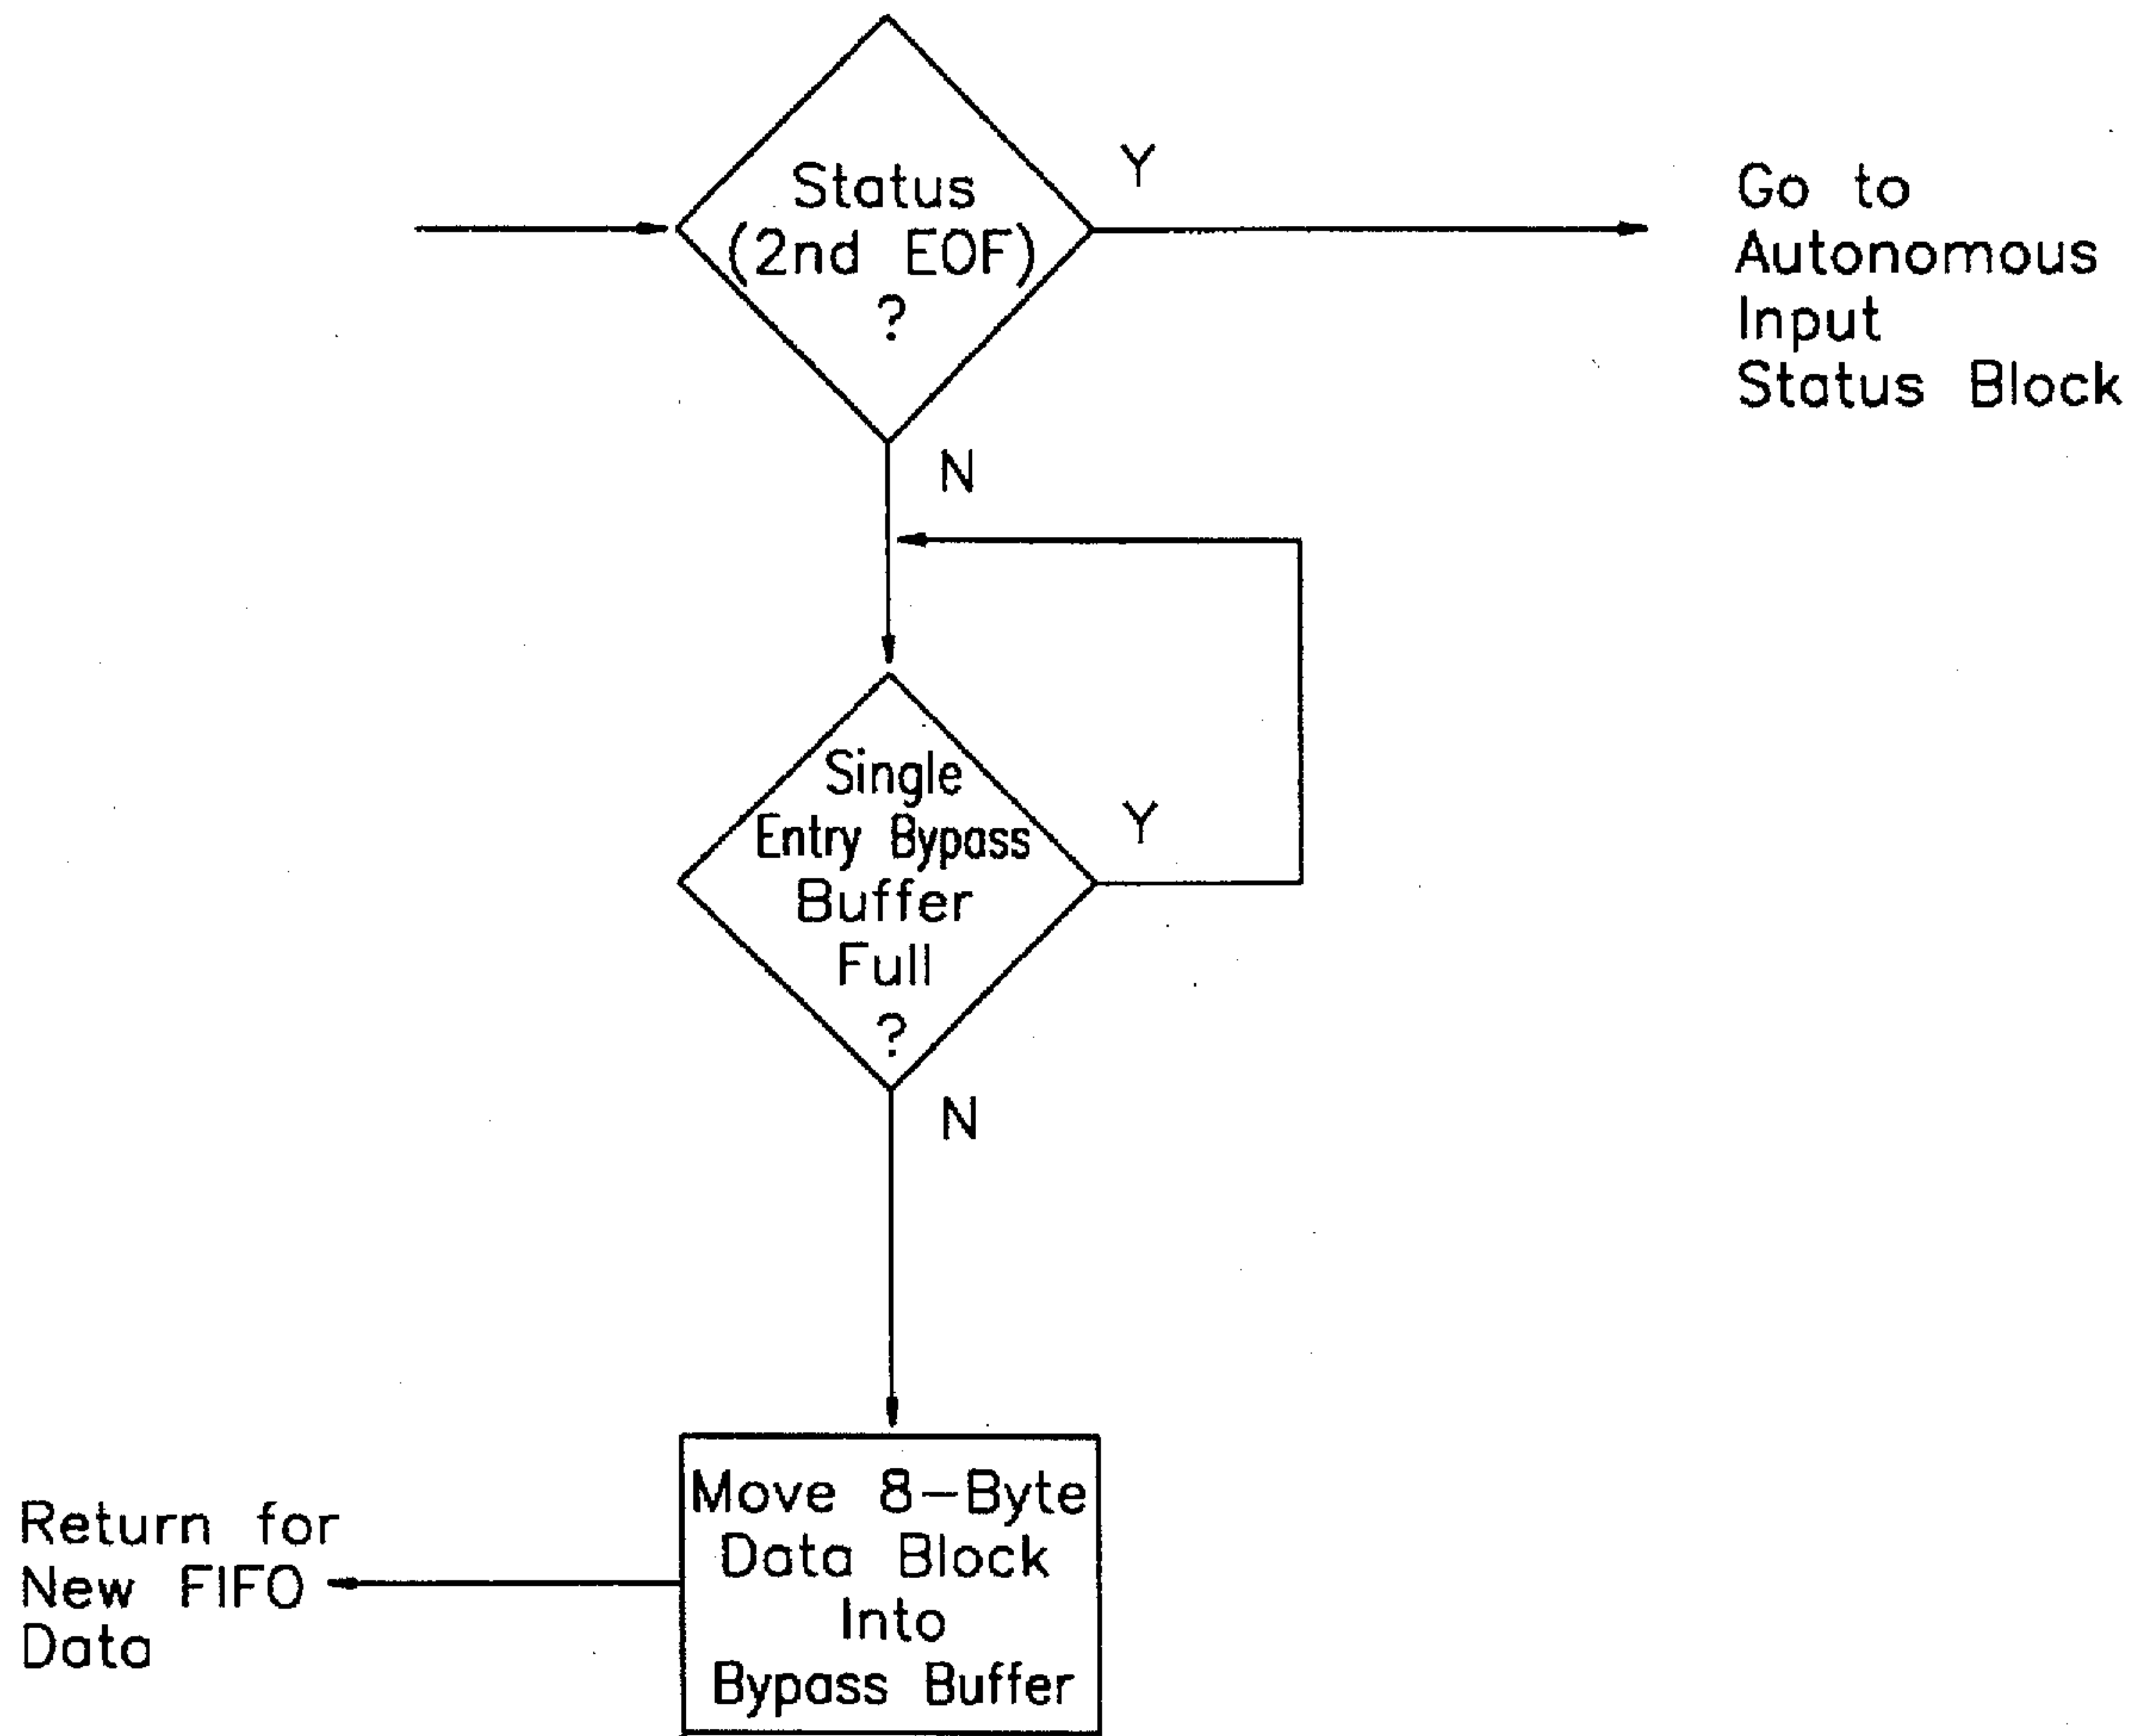 Status
(2nd EOF)
?
Y
Go to
Autonomous
Input
Status Block
N
Single
Entry Bypass
Buffer
Full
?
Y
N
Move 8-Byte
Data Block
Into
Bypass Buffer
Return for
New FIFO
Data